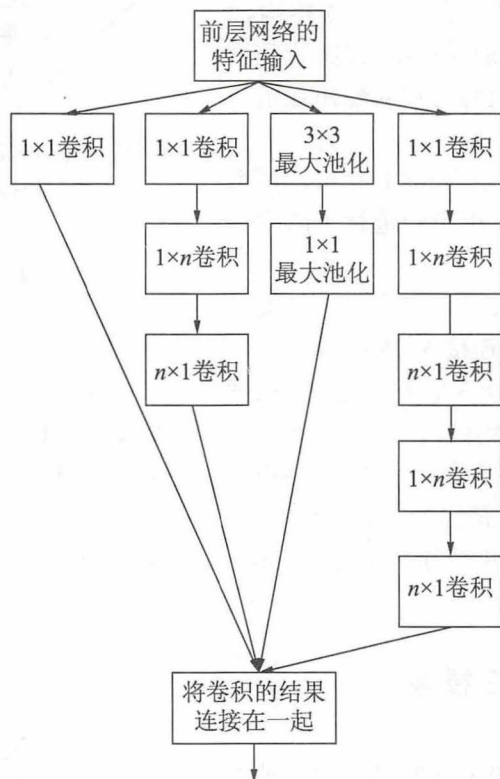 前层网络的
特征输入
1×1卷积
1×1卷积
3×3
最大池化
1×1卷积
1×n卷积
1×1
最大池化
1×n卷积
n×1卷积
n×1卷积
1×n卷积
n×1卷积
将卷积的结果
连接在一起